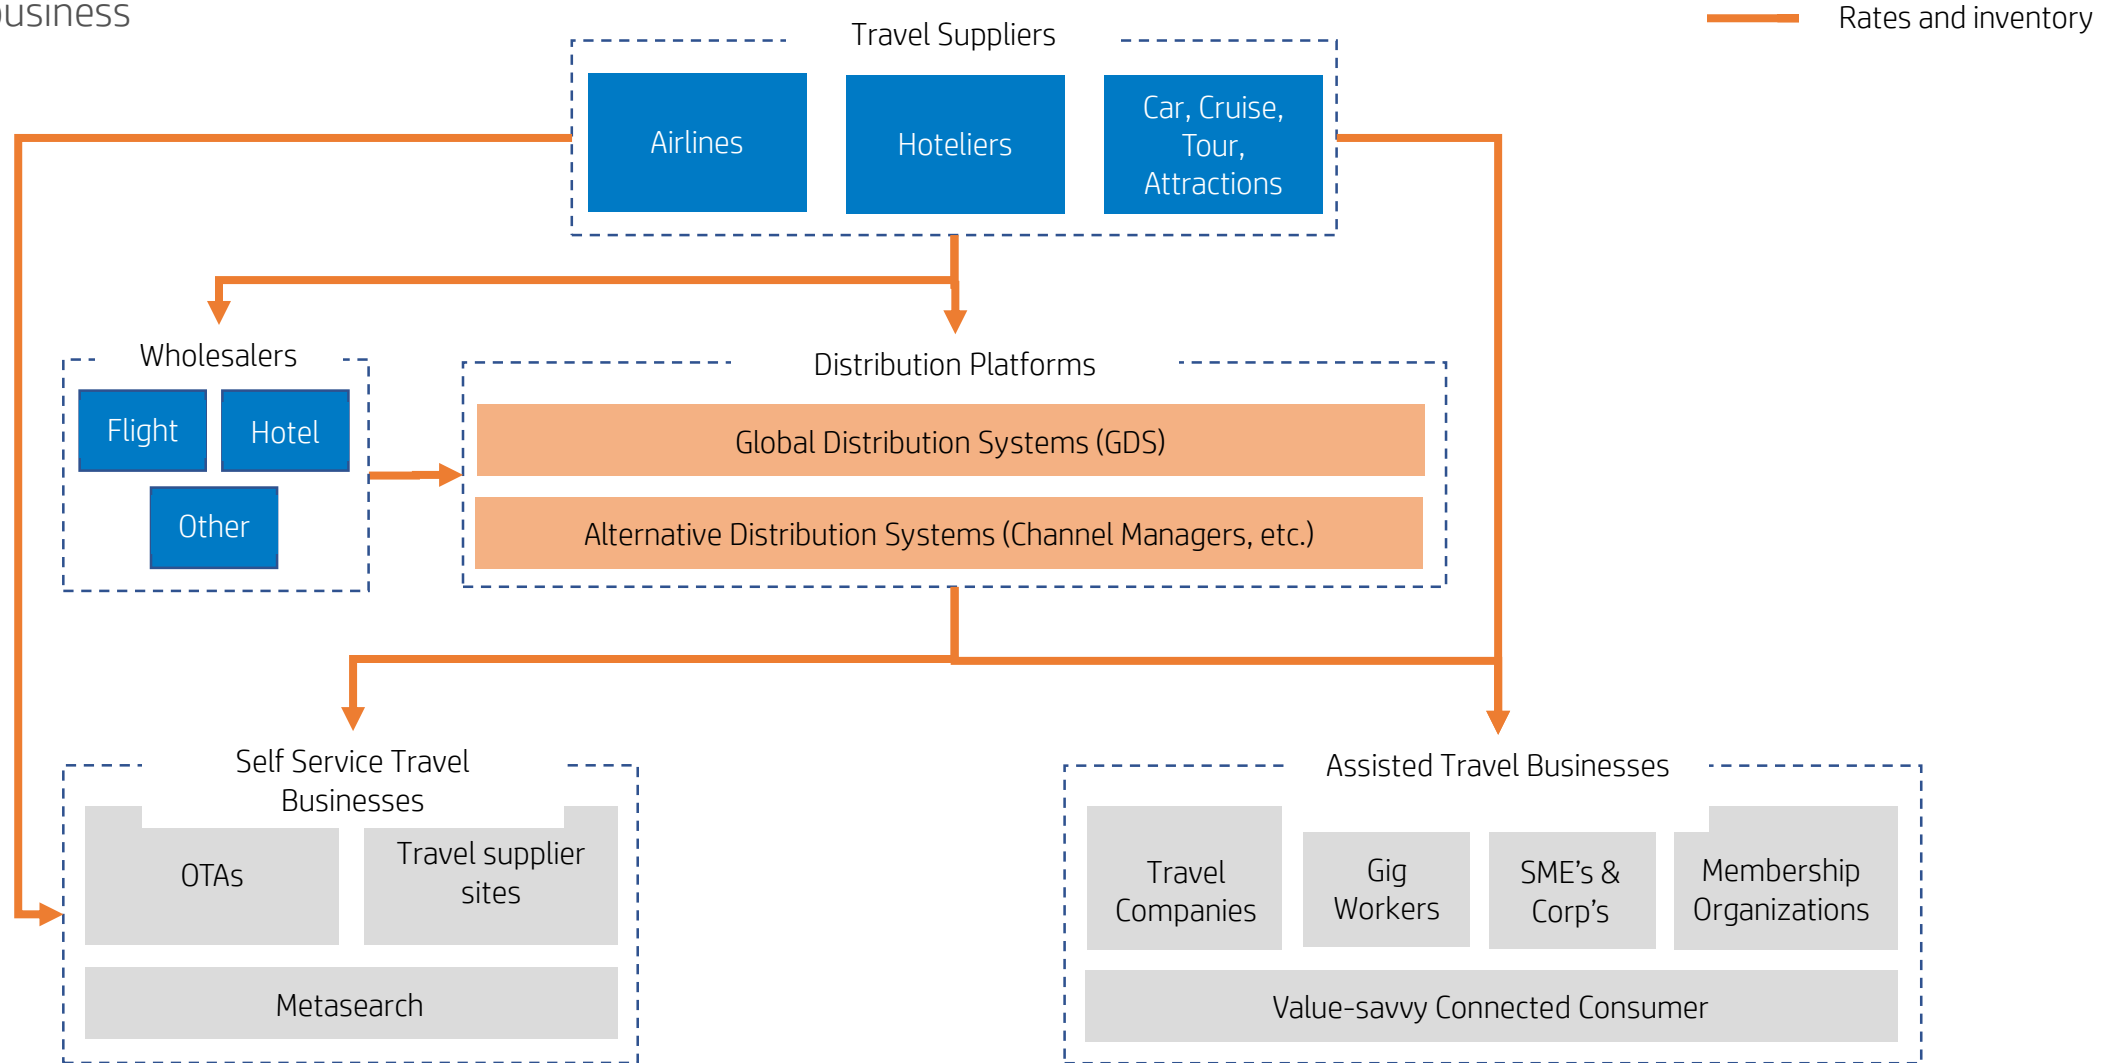 business
Rates and inventory
Travel Suppliers
Airlines
Hoteliers
Car, Cruise,
Tour,
Attractions
Wholesalers
Flight
Hotel
Other
Distribution Platforms
Global Distribution Systems (GDS)
Alternative Distribution Systems (Channel Managers, etc.)
Self Service Travel
Businesses
OTAs
Travel supplier
sites
Metasearch
Assisted Travel Businesses
Travel
Companies
Gig
Workers
SME's &
Corp's
Membership
Organizations
Value-savvy Connected Consumer